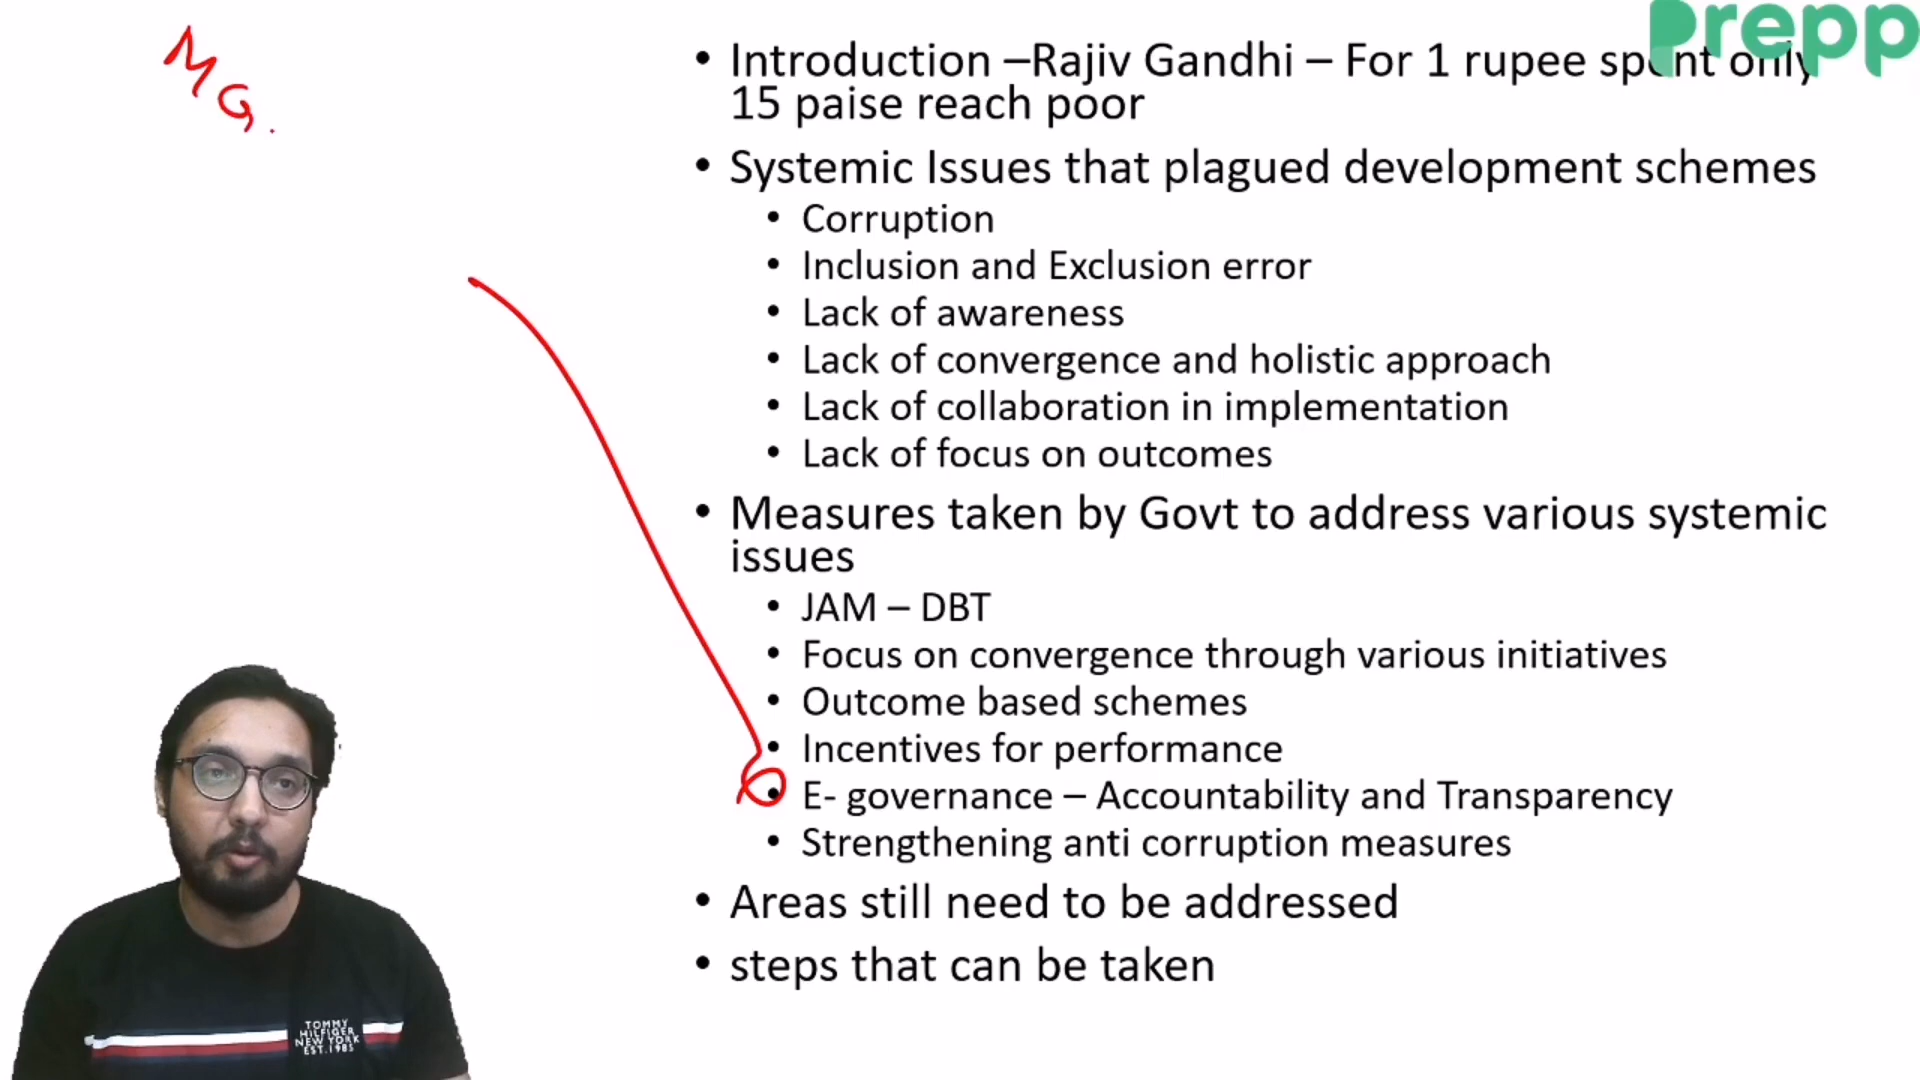 MG.
prepp
• Introduction –Rajiv Gandhi – For 1 rupee spent only
15 paise reach poor
• Systemic Issues that plagued development schemes
• Corruption
• Inclusion and Exclusion error
• Lack of awareness
• Lack of convergence and holistic approach
• Lack of collaboration in implementation
• Lack of focus on outcomes
• Measures taken by Govt to address various systemic
issues
• JAM – DBT
• Focus on convergence through various initiatives
• Outcome based schemes
• Incentives for performance
• E- governance – Accountability and Transparency
• Strengthening anti corruption measures
• Areas still need to be addressed
• steps that can be taken
TOMMY
HILFIGER
NEW YORK
EST.1985